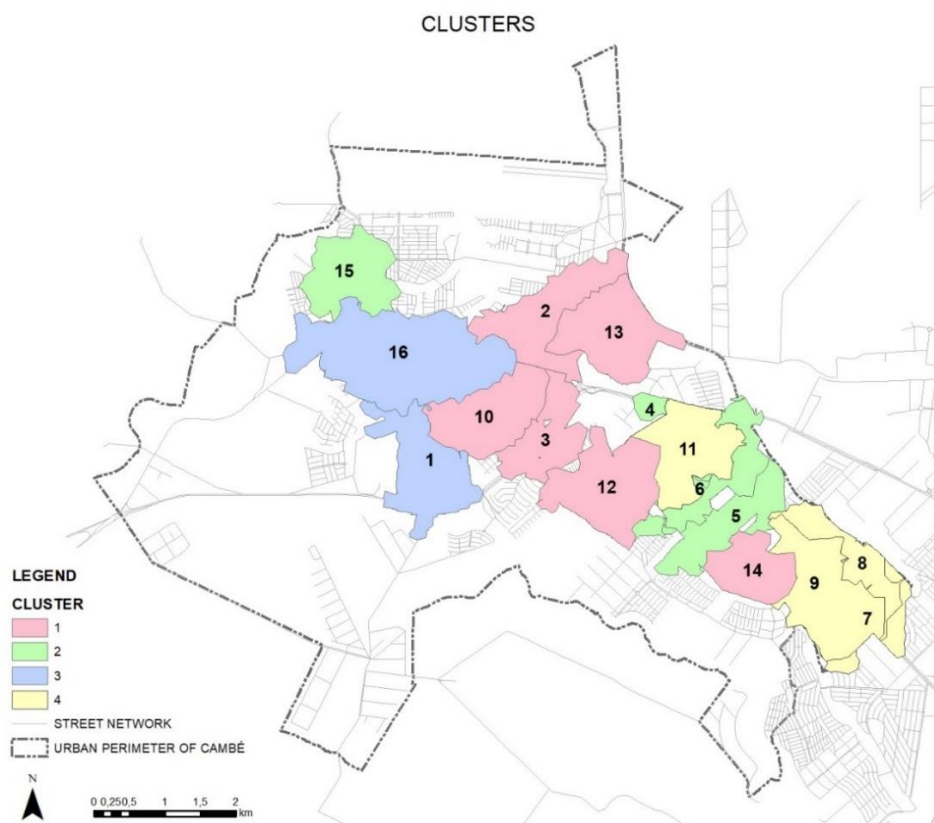 CLUSTERS
15
2
13
16
4
10
3
11
1
6
12
5
14
8
9
7
LEGEND
CLUSTER
1
2
3
4
STREET NETWORK
URBAN PERIMETER OF CAMBÉ
N
0 0,250,5 1 1,5 2
km